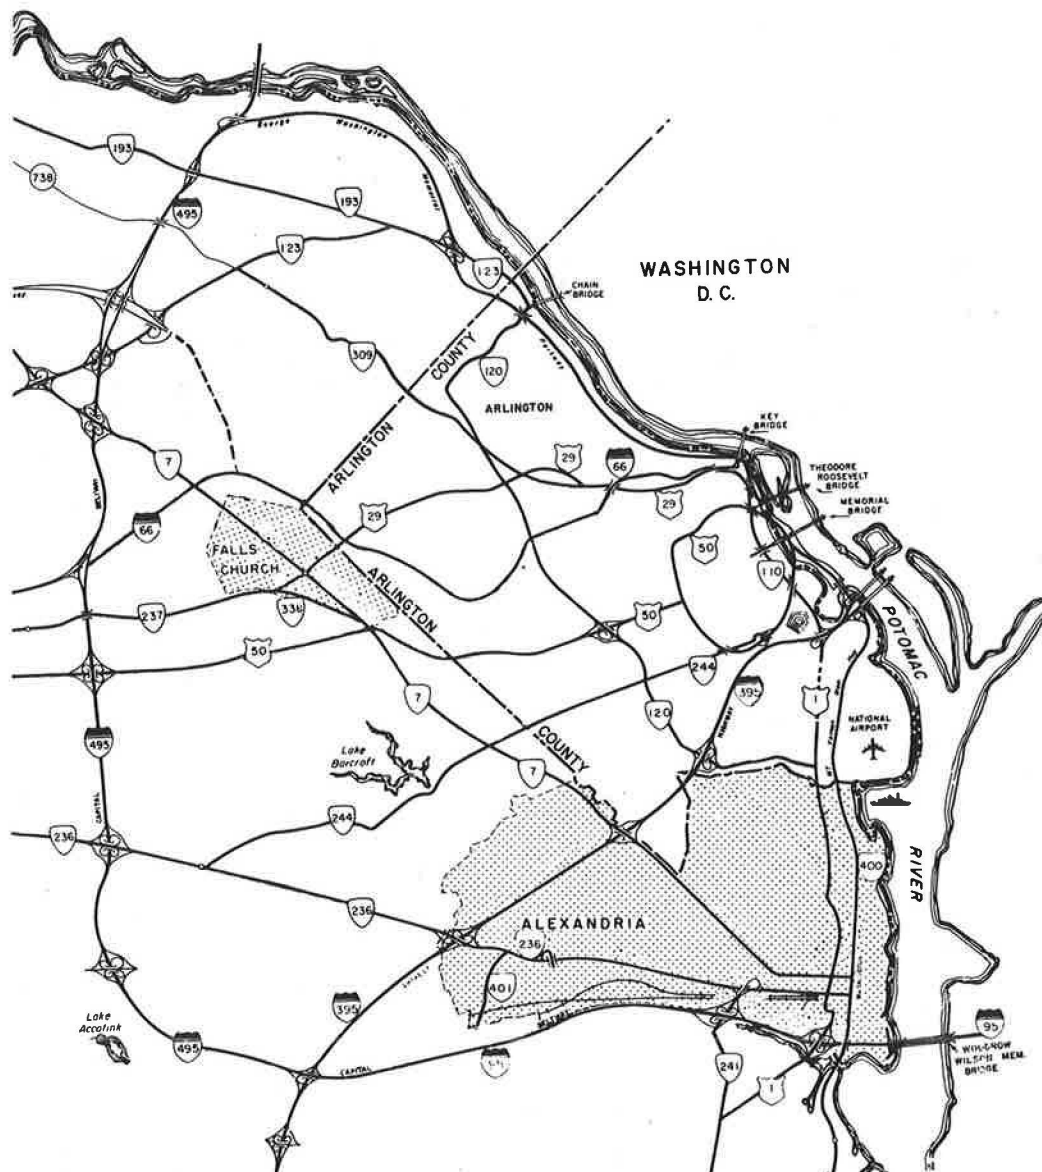 George
Washington
Memorial
193
738
495
193
123
123
WASHINGTON
D. C.
CHAIN
BRIDGE
COUNTY
309
120
ARLINGTON
ARLINGTON
KEY
BRIDGE
THEODORE
ROOSEVELT
BRIDGE
MEMORIAL
BRIDGE
7
29
66
29
29
66
BELTWAY
FALLS
CHURCH
ARLINGTON
50
110
237
338
50
50
POTOMAC
244
395
7
1
120
NATIONAL
AIRPORT
COUNTY
Lake
Barcroft
495
7
CAPITAL
244
236
400
RIVER
236
ALEXANDRIA
236
401
395
Lake
Accotink
495
CAPITAL
95
WILSON MEM.
BRIDGE
241
1